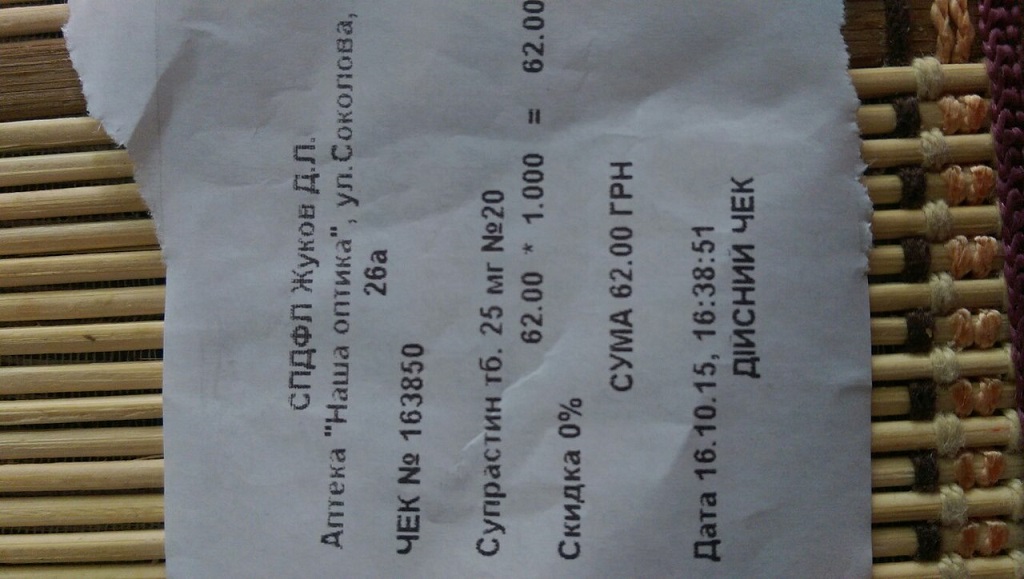 СПДФЛ Жуков Д.Л.
Аптека "Наша оптика", ул.Соколова,
26а
ЧЕК № 163850
Супрастин тб. 25 мг №20
62.00 * 1.000 = 62.00
Скидка 0%
СУМА 62.00 ГРН
Дата 16.10.15, 16:38:51
ДІЙСНИЙ ЧЕК